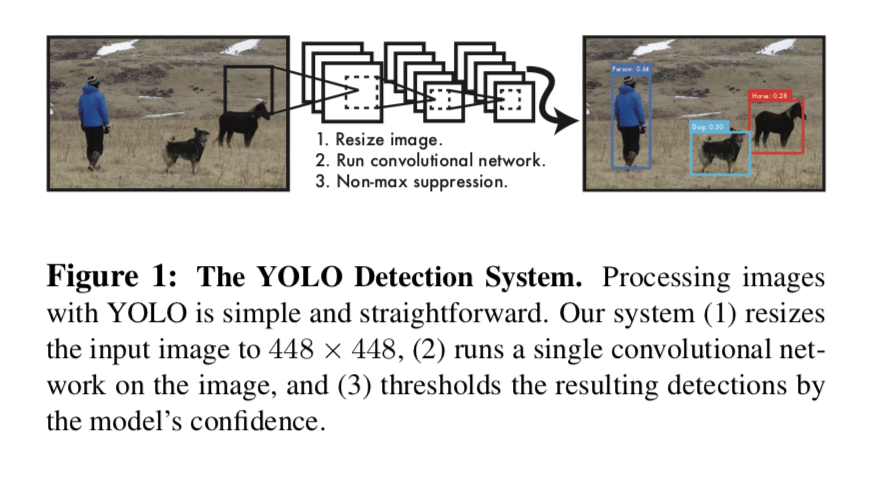 Person: 0.64
Horse: 0.28
Dog: 0.30
1. Resize image.
2. Run convolutional network.
3. Non-max suppression.
Figure 1: The YOLO Detection System. Processing images
with YOLO is simple and straightforward. Our system (1) resizes
the input image to 448 × 448, (2) runs a single convolutional net-
work on the image, and (3) thresholds the resulting detections by
the model's confidence.